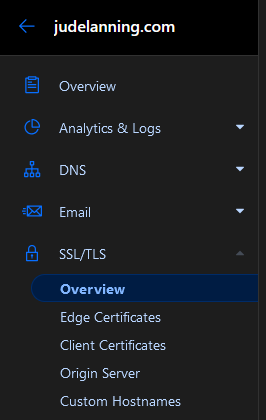 judelanning.com
Overview
Analytics & Logs
DNS
Email
SSL/TLS
Overview
Edge Certificates
Client Certificates
Origin Server
Custom Hostnames